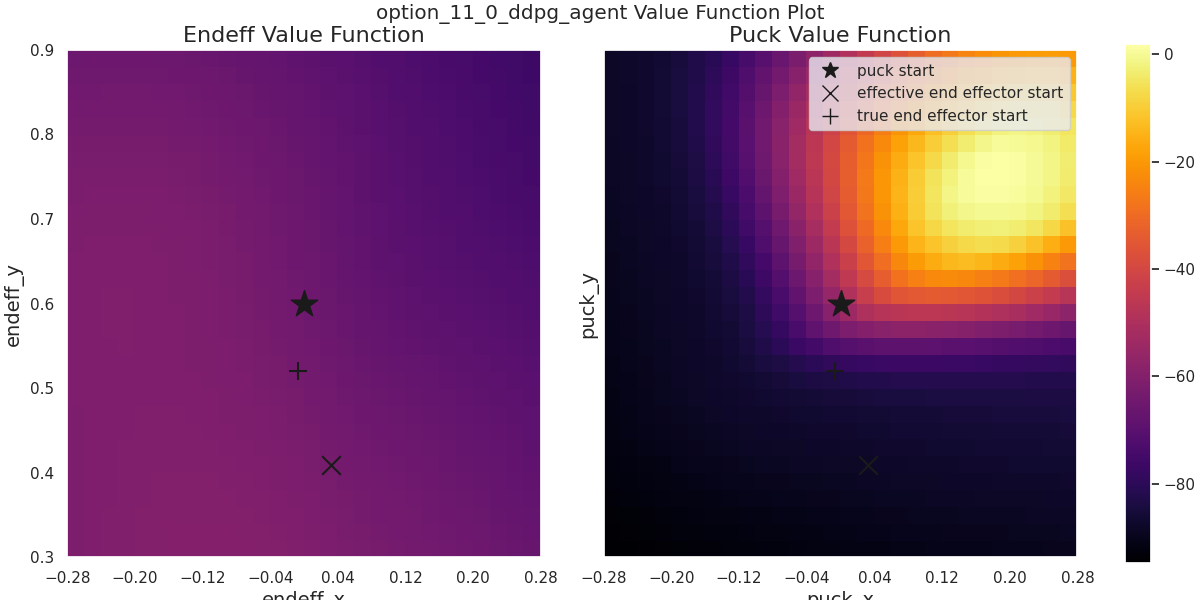 option_11_0_ddpg_agent Value Function Plot
Endeff Value Function
Puck Value Function
puck start
effective end effector start
true end effector start
endeff_y
0.9
0.8
0.7
0.6
0.5
0.4
0.3
−0.28 −0.20 −0.12 −0.04 0.04 0.12 0.20 0.28
endeff_x
puck_y
−0.28 −0.20 −0.12 −0.04 0.04 0.12 0.20 0.28
puck_x
0
−20
−40
−60
−80